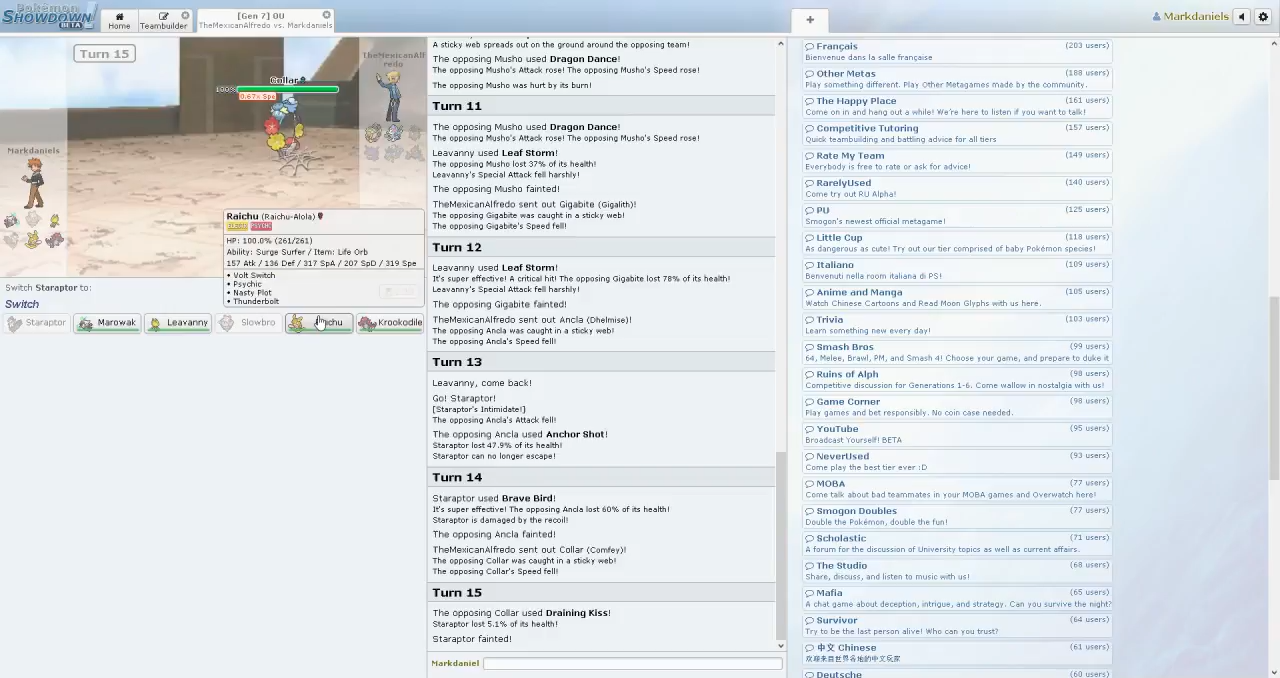 Pokémon
SHOWDOWN
BETA
Home
Teambuilder
[Gen 7] OU
TheMexicanAlfredo vs. Markdaniels
+
Markdaniels
Turn 15
TheMexicanAlf
redo
Collar
100%
0.67x Spe
Markdaniels
Raichu (Raichu-Alola)
ELECTR
PSYCHIC
HP: 100.0% (261/261)
Ability: Surge Surfer / Item: Life Orb
157 Atk / 136 Def / 317 SpA / 207 SpD / 319 Spe
• Volt Switch
• Psychic
• Nasty Plot
• Thunderbolt
Switch Staraptor to:
Switch
Staraptor
Marowak
Leavanny
Slowbro
Raichu
Krookodile
A sticky web spreads out on the ground around the opposing team!
The opposing Musho used Dragon Dance!
The opposing Musho's Attack rose! The opposing Musho's Speed rose!
The opposing Musho was hurt by its burn!
Turn 11
The opposing Musho used Dragon Dance!
The opposing Musho's Attack rose! The opposing Musho's Speed rose!
Leavanny used Leaf Storm!
The opposing Musho lost 37% of its health!
Leavanny's Special Attack fell harshly!
The opposing Musho fainted!
TheMexicanAlfredo sent out Gigabite (Gigalith)!
The opposing Gigabite was caught in a sticky web!
The opposing Gigabite's Speed fell!
Turn 12
Leavanny used Leaf Storm!
It's super effective! A critical hit! The opposing Gigabite lost 78% of its health!
Leavanny's Special Attack fell harshly!
The opposing Gigabite fainted!
TheMexicanAlfredo sent out Ancla (Dhelmise)!
The opposing Ancla was caught in a sticky web!
The opposing Ancla's Speed fell!
Turn 13
Leavanny, come back!
Go! Staraptor!
[Staraptor's Intimidate!]
The opposing Ancla's Attack fell!
The opposing Ancla used Anchor Shot!
Staraptor lost 47.9% of its health!
Staraptor can no longer escape!
Turn 14
Staraptor used Brave Bird!
It's super effective! The opposing Ancla lost 60% of its health!
Staraptor is damaged by the recoil!
The opposing Ancla fainted!
TheMexicanAlfredo sent out Collar (Comfey)!
The opposing Collar was caught in a sticky web!
The opposing Collar's Speed fell!
Turn 15
The opposing Collar used Draining Kiss!
Staraptor lost 5.1% of its health!
Staraptor fainted!
Markdaniel
Français (203 users)
Bienvenue dans la salle française
Other Metas (188 users)
Play something different. Play Other Metagames made by the community.
The Happy Place (161 users)
Come on in and hang out a while! We're here to listen if you want to talk!
Competitive Tutoring (157 users)
Quick teambuilding and battling advice for all tiers
Rate My Team (149 users)
Everybody is free to rate or ask for advice!
RarelyUsed (140 users)
Come try out RU Alpha!
PU (125 users)
Smogon's newest official metagame!
Little Cup (118 users)
As dangerous as cute! Try out our tier comprised of baby Pokémon species!
Italiano (109 users)
Benvenuti nella room italiana di PS!
Anime and Manga (105 users)
Watch Chinese Cartoons and Read Moon Glyphs with us here.
Trivia (103 users)
Learn something new every day!
Smash Bros (99 users)
64, Melee, Brawl, PM, and Smash 4! Choose your game, and prepare to duke it
Ruins of Alph (98 users)
Competitive discussion for Generations 1-6. Come wallow in nostalgia with us!
Game Corner (98 users)
Play games and bet responsibly. No coin case needed.
YouTube (95 users)
Broadcast Yourself! BETA
NeverUsed (93 users)
Come play the best tier ever :D
MOBA (77 users)
Come talk about bad teammates in your MOBA games and Overwatch here!
Smogon Doubles (77 users)
Double the Pokémon, double the fun!
Scholastic (71 users)
A forum for the discussion of University topics as well as current affairs.
The Studio (68 users)
Share, discuss, and listen to music with us!
Mafia (65 users)
A chat game about deception, intrigue, and strategy. Can you survive the night?
Survivor (64 users)
Try to be the last person alive! Who can you trust?
中文 Chinese (61 users)
欢迎来自世界各地的中文玩家
Deutsche (60 users)